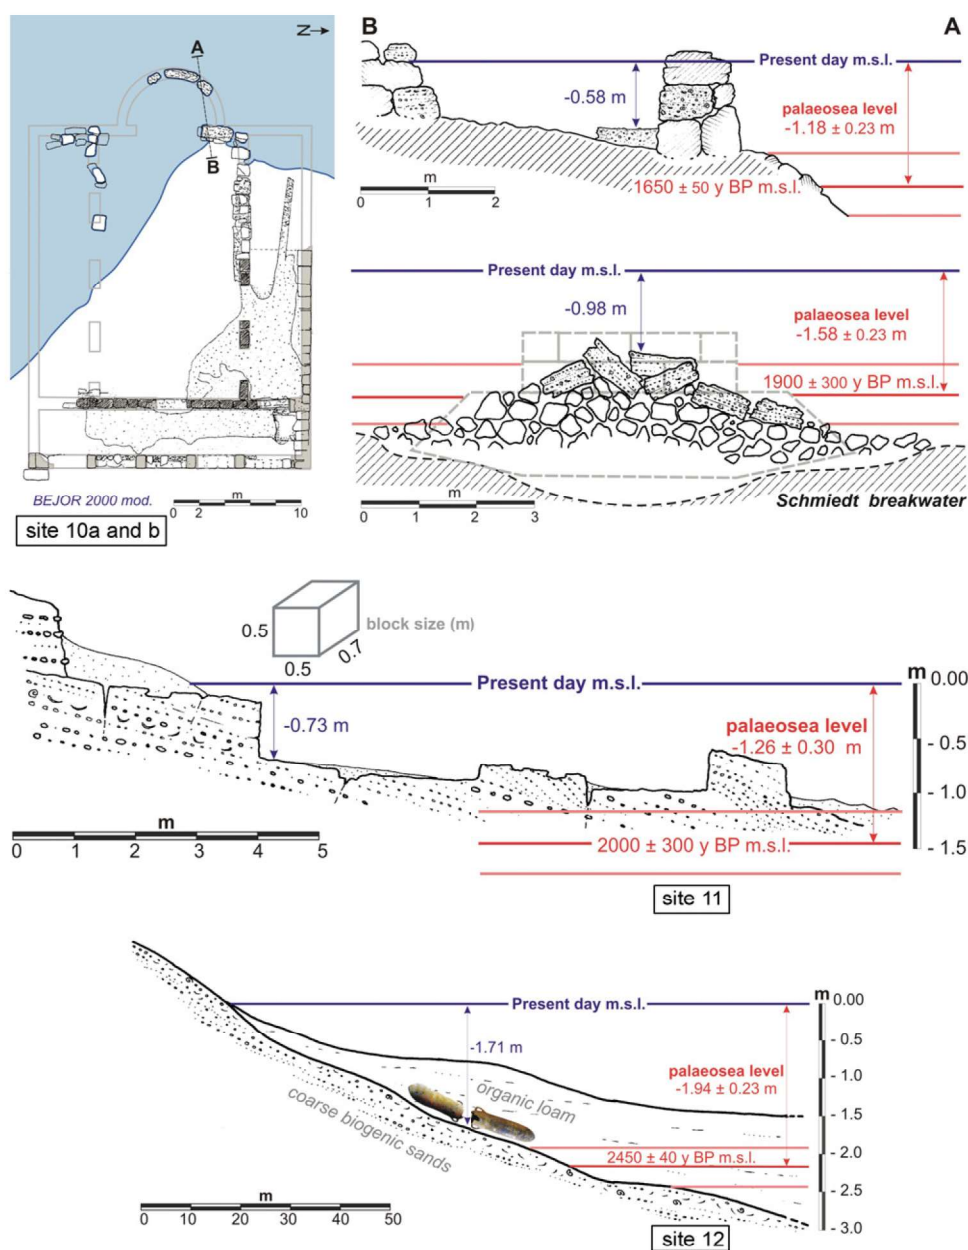 N
A
B
BEJOR 2000 mod.
m
0 2 10
site 10a and b
B
A
Present day m.s.l.
-0.58 m
palaeosea level
-1.18 ± 0.23 m
1650 ± 50 y BP m.s.l.
m
0 1 2
Present day m.s.l.
-0.98 m
palaeosea level
-1.58 ± 0.23 m
1900 ± 300 y BP m.s.l.
m
0 1 2 3
Schmiedt breakwater
0.5
0.5
0.7
block size (m)
Present day m.s.l.
-0.73 m
palaeosea level
-1.26 ± 0.30 m
2000 ± 300 y BP m.s.l.
m
0 1 2 3 4 5
m
0.00
- 0.5
- 1.0
- 1.5
site 11
Present day m.s.l.
-1.71 m
palaeosea level
-1.94 ± 0.23 m
organic loam
coarse biogenic sands
2450 ± 40 y BP m.s.l.
m
0.00
- 0.5
- 1.0
- 1.5
- 2.0
- 2.5
- 3.0
m
0 10 20 30 40 50
site 12